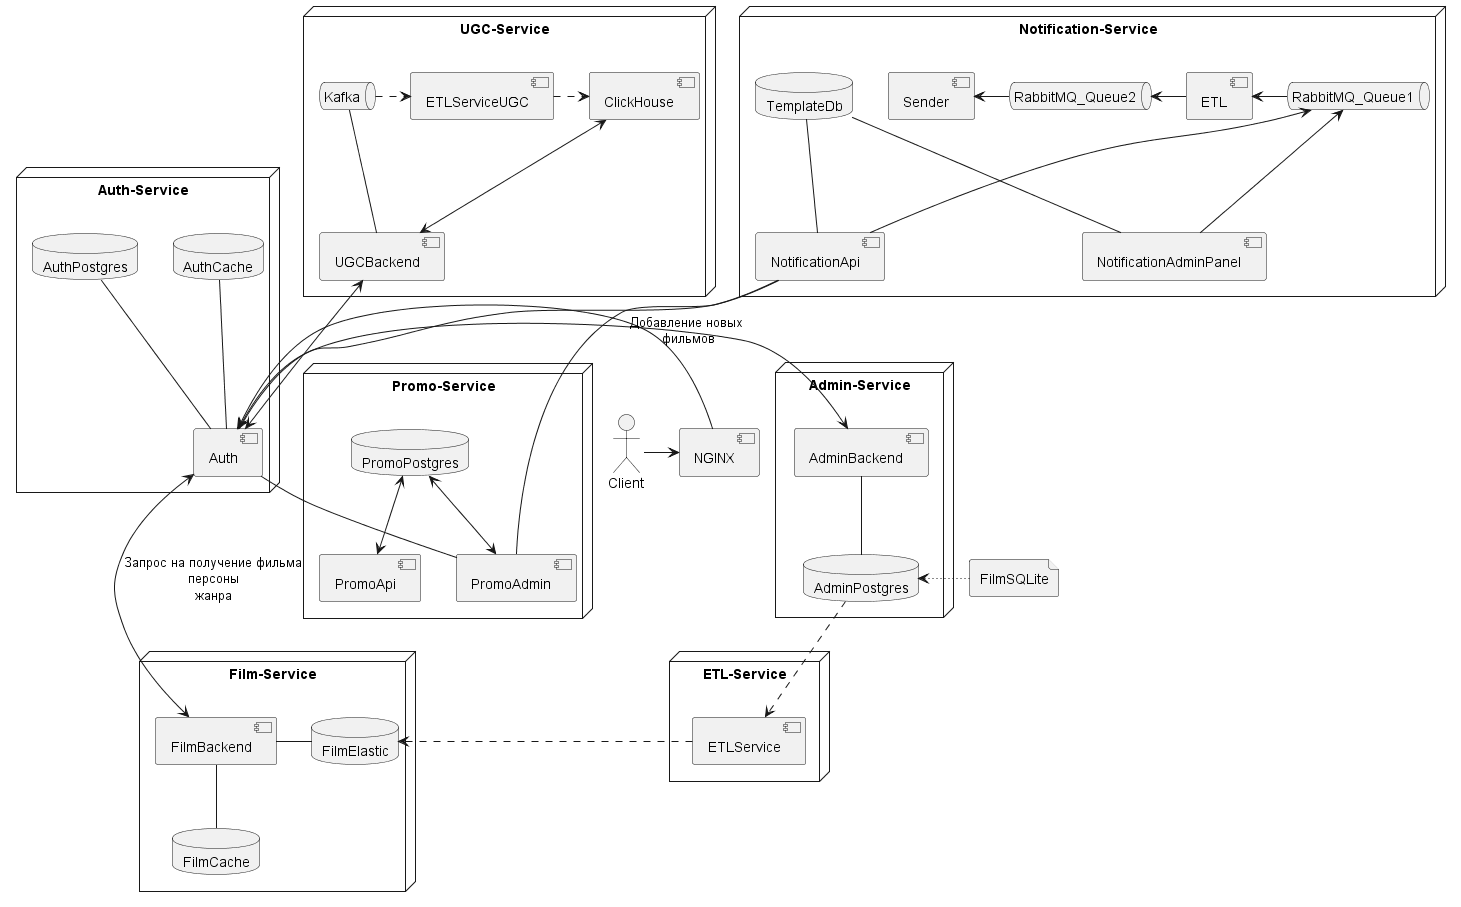 UGC-Service
Notification-Service
Kafka
ETLServiceUGC
ClickHouse
TemplateDb
Sender
RabbitMQ_Queue2
ETL
RabbitMQ_Queue1
Auth-Service
AuthPostgres
AuthCache
UGCBackend
NotificationApi
NotificationAdminPanel
Добавление новых
фильмов
Promo-Service
Admin-Service
Auth
PromoPostgres
Client
NGINX
AdminBackend
Запрос на получение фильма
персоны
жанра
PromoApi
PromoAdmin
AdminPostgres
FilmSQLite
Film-Service
ETL-Service
FilmBackend
FilmElastic
ETLService
FilmCache